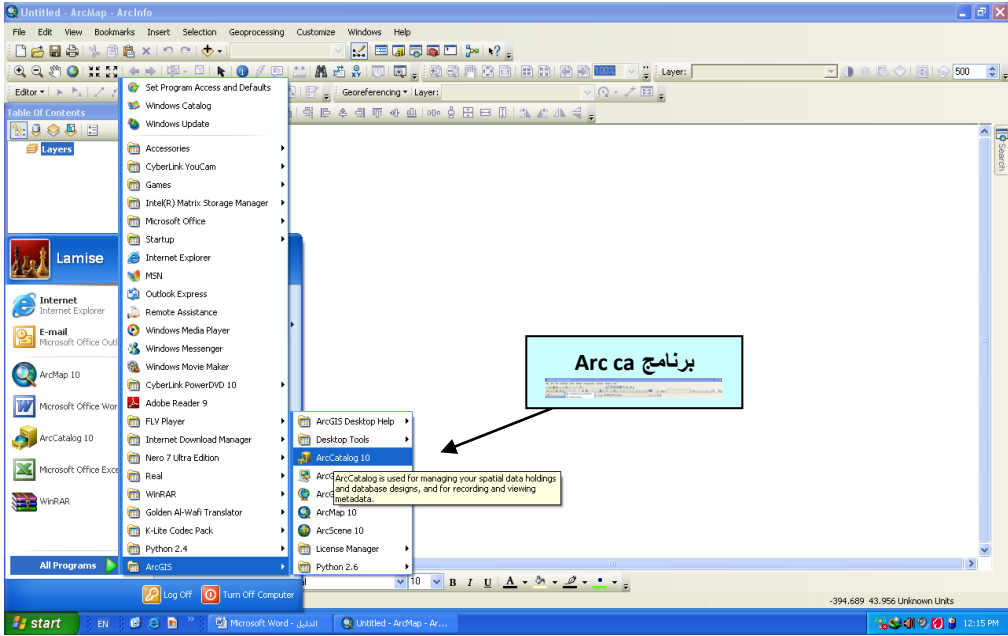 Untitled - ArcMap - ArcInfo
File Edit View Bookmarks Insert Selection Geoprocessing Customize Windows Help
100% Layer: 500
Editor Georeferencing Layer:
Table Of Contents
Layers
Search
Set Program Access and Defaults
Windows Catalog
Windows Update
Accessories
CyberLink YouCam
Games
Intel(R) Matrix Storage Manager
Microsoft Office
Startup
Internet Explorer
MSN
Outlook Express
Remote Assistance
Windows Media Player
Windows Messenger
Windows Movie Maker
CyberLink PowerDVD 10
Adobe Reader 9
FLV Player
Internet Download Manager
Nero 7 Ultra Edition
Real
WinRAR
Golden Al-Wafi Translator
K-Lite Codec Pack
Python 2.4
ArcGIS
Lamise
Internet
Internet Explorer
E-mail
Microsoft Office Outl
ArcMap 10
Microsoft Office Wor
ArcCatalog 10
Microsoft Office Exce
WinRAR
All Programs
Log Off Turn Off Computer
ArcGIS Desktop Help
Desktop Tools
ArcCatalog 10
ArcG
ArcG
ArcMap 10
ArcScene 10
License Manager
Python 2.6
ArcCatalog is used for managing your spatial data holdings
and database designs, and for recording and viewing
metadata.
برنامج Arc ca
10 B I U A
-394.689 43.956 Unknown Units
start EN Microsoft Word - الدليل Untitled - ArcMap - Ar... 12:15 PM